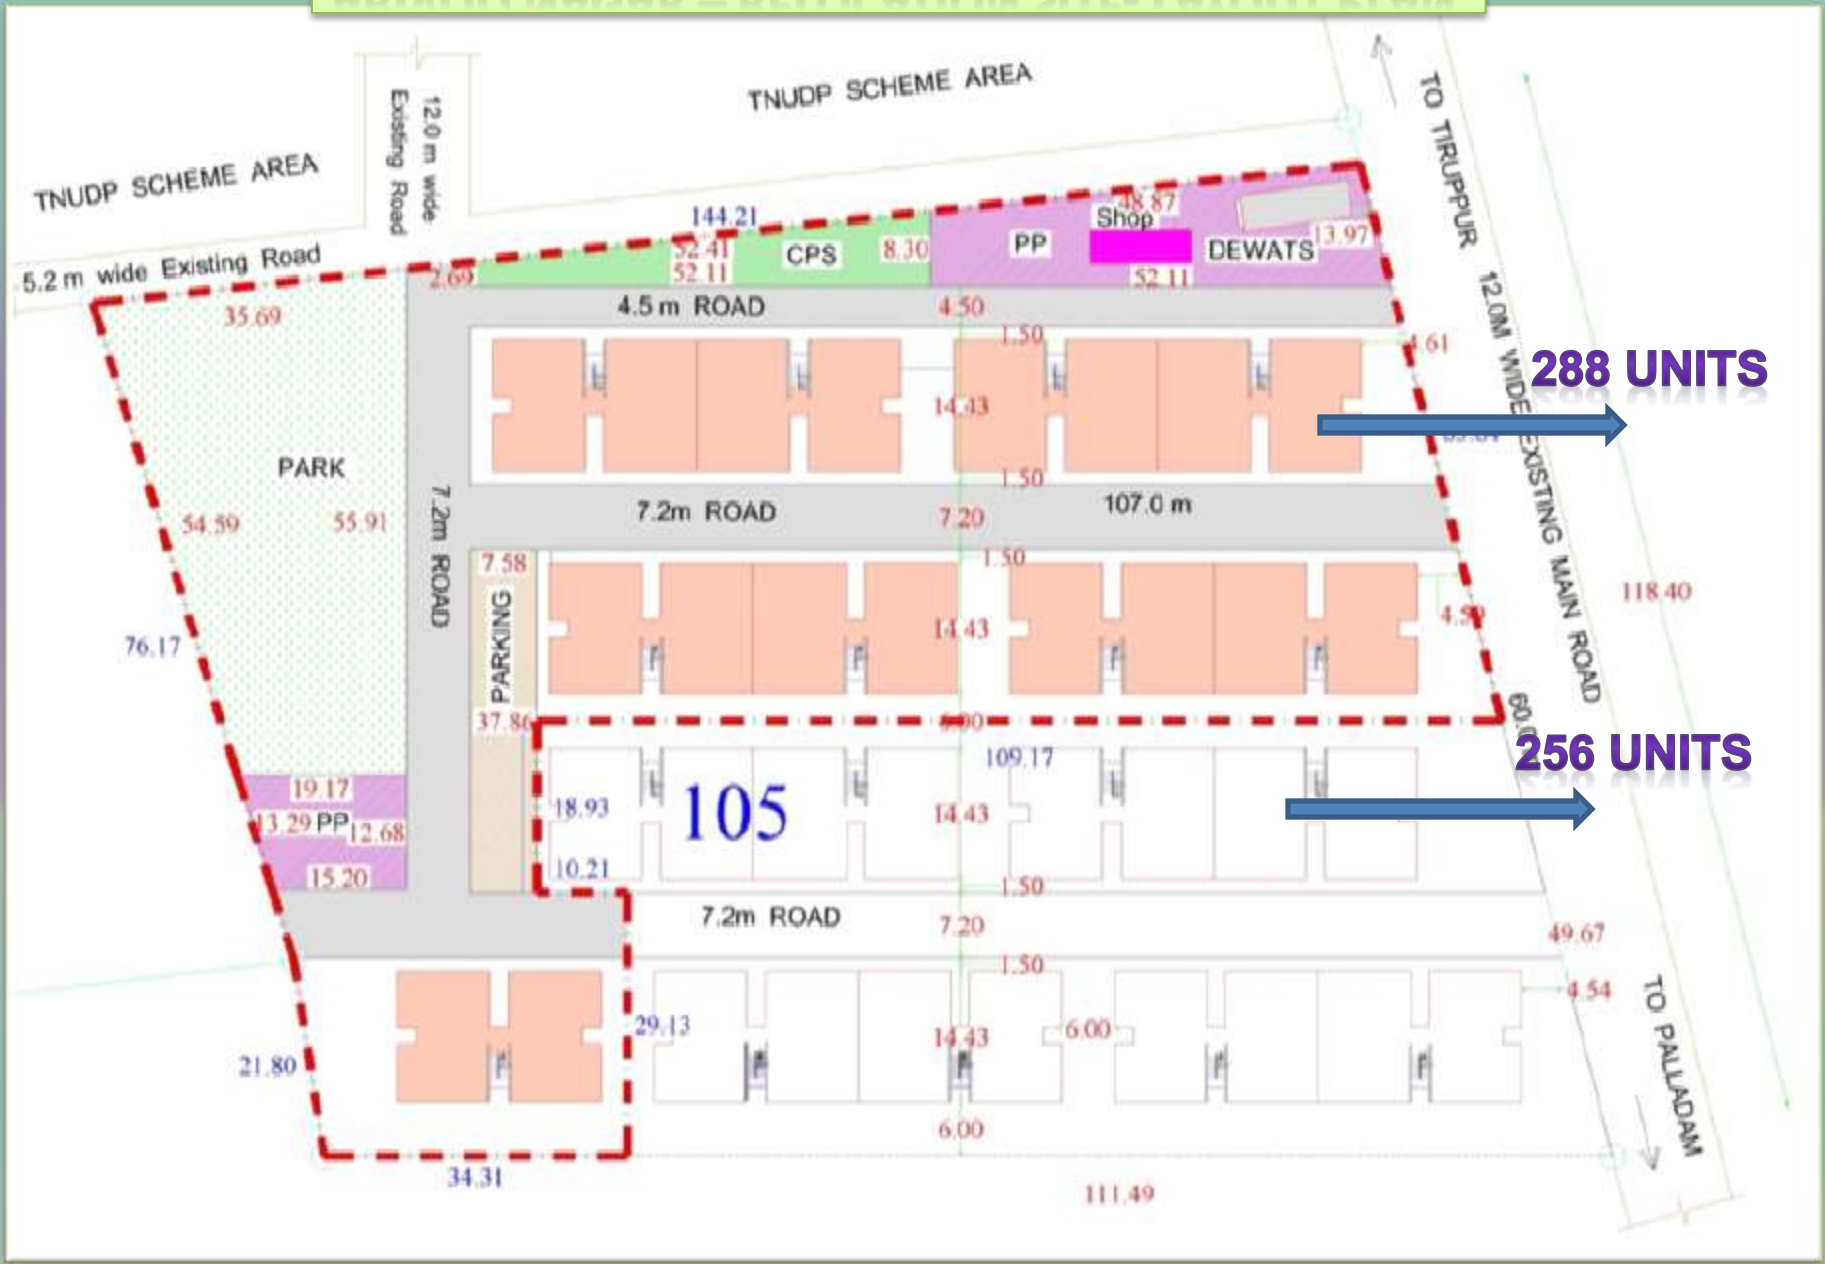 TNUDP SCHEME AREA
TNUDP SCHEME AREA
12.0 m wide
Existing Road
5.2 m wide Existing Road
TO TIRUPPUR
12.0M WIDE EXISTING MAIN ROAD
144.21
48.87
Shop
52.41
CPS
8.30
PP
DEWATS
13.97
2.69
52.11
52.11
35.69
4.5 m ROAD
4.50
1.50
4.61
288 UNITS
14.43
PARK
1.50
54.59
55.91
7.2m ROAD
7.2m ROAD
7.20
107.0 m
1.50
7.58
PARKING
118.40
14.43
4.59
76.17
37.86
6.00
256 UNITS
109.17
19.17
18.93
105
14.43
13.29
PP
12.68
10.21
15.20
1.50
7.2m ROAD
7.20
49.67
1.50
4.54
29.13
14.43
6.00
21.80
TO PALLADAM
6.00
34.31
111.49